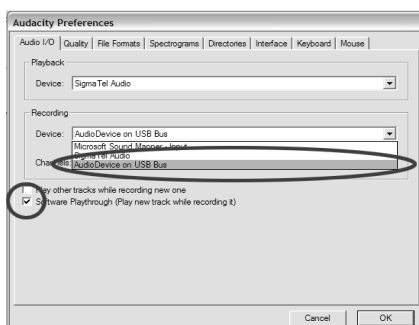 Audacity Preferences
Audio I/O Quality File Formats Spectrograms Directories Interface Keyboard Mouse
Playback
Device: SigmaTel Audio
Recording
Device: AudioDevice on USB Bus
Microsoft Sound Mapper - Input
SigmaTel Audio
Channels: AudioDevice on USB Bus
Play other tracks while recording new one
Software Playthrough (Play new track while recording it)
Cancel OK